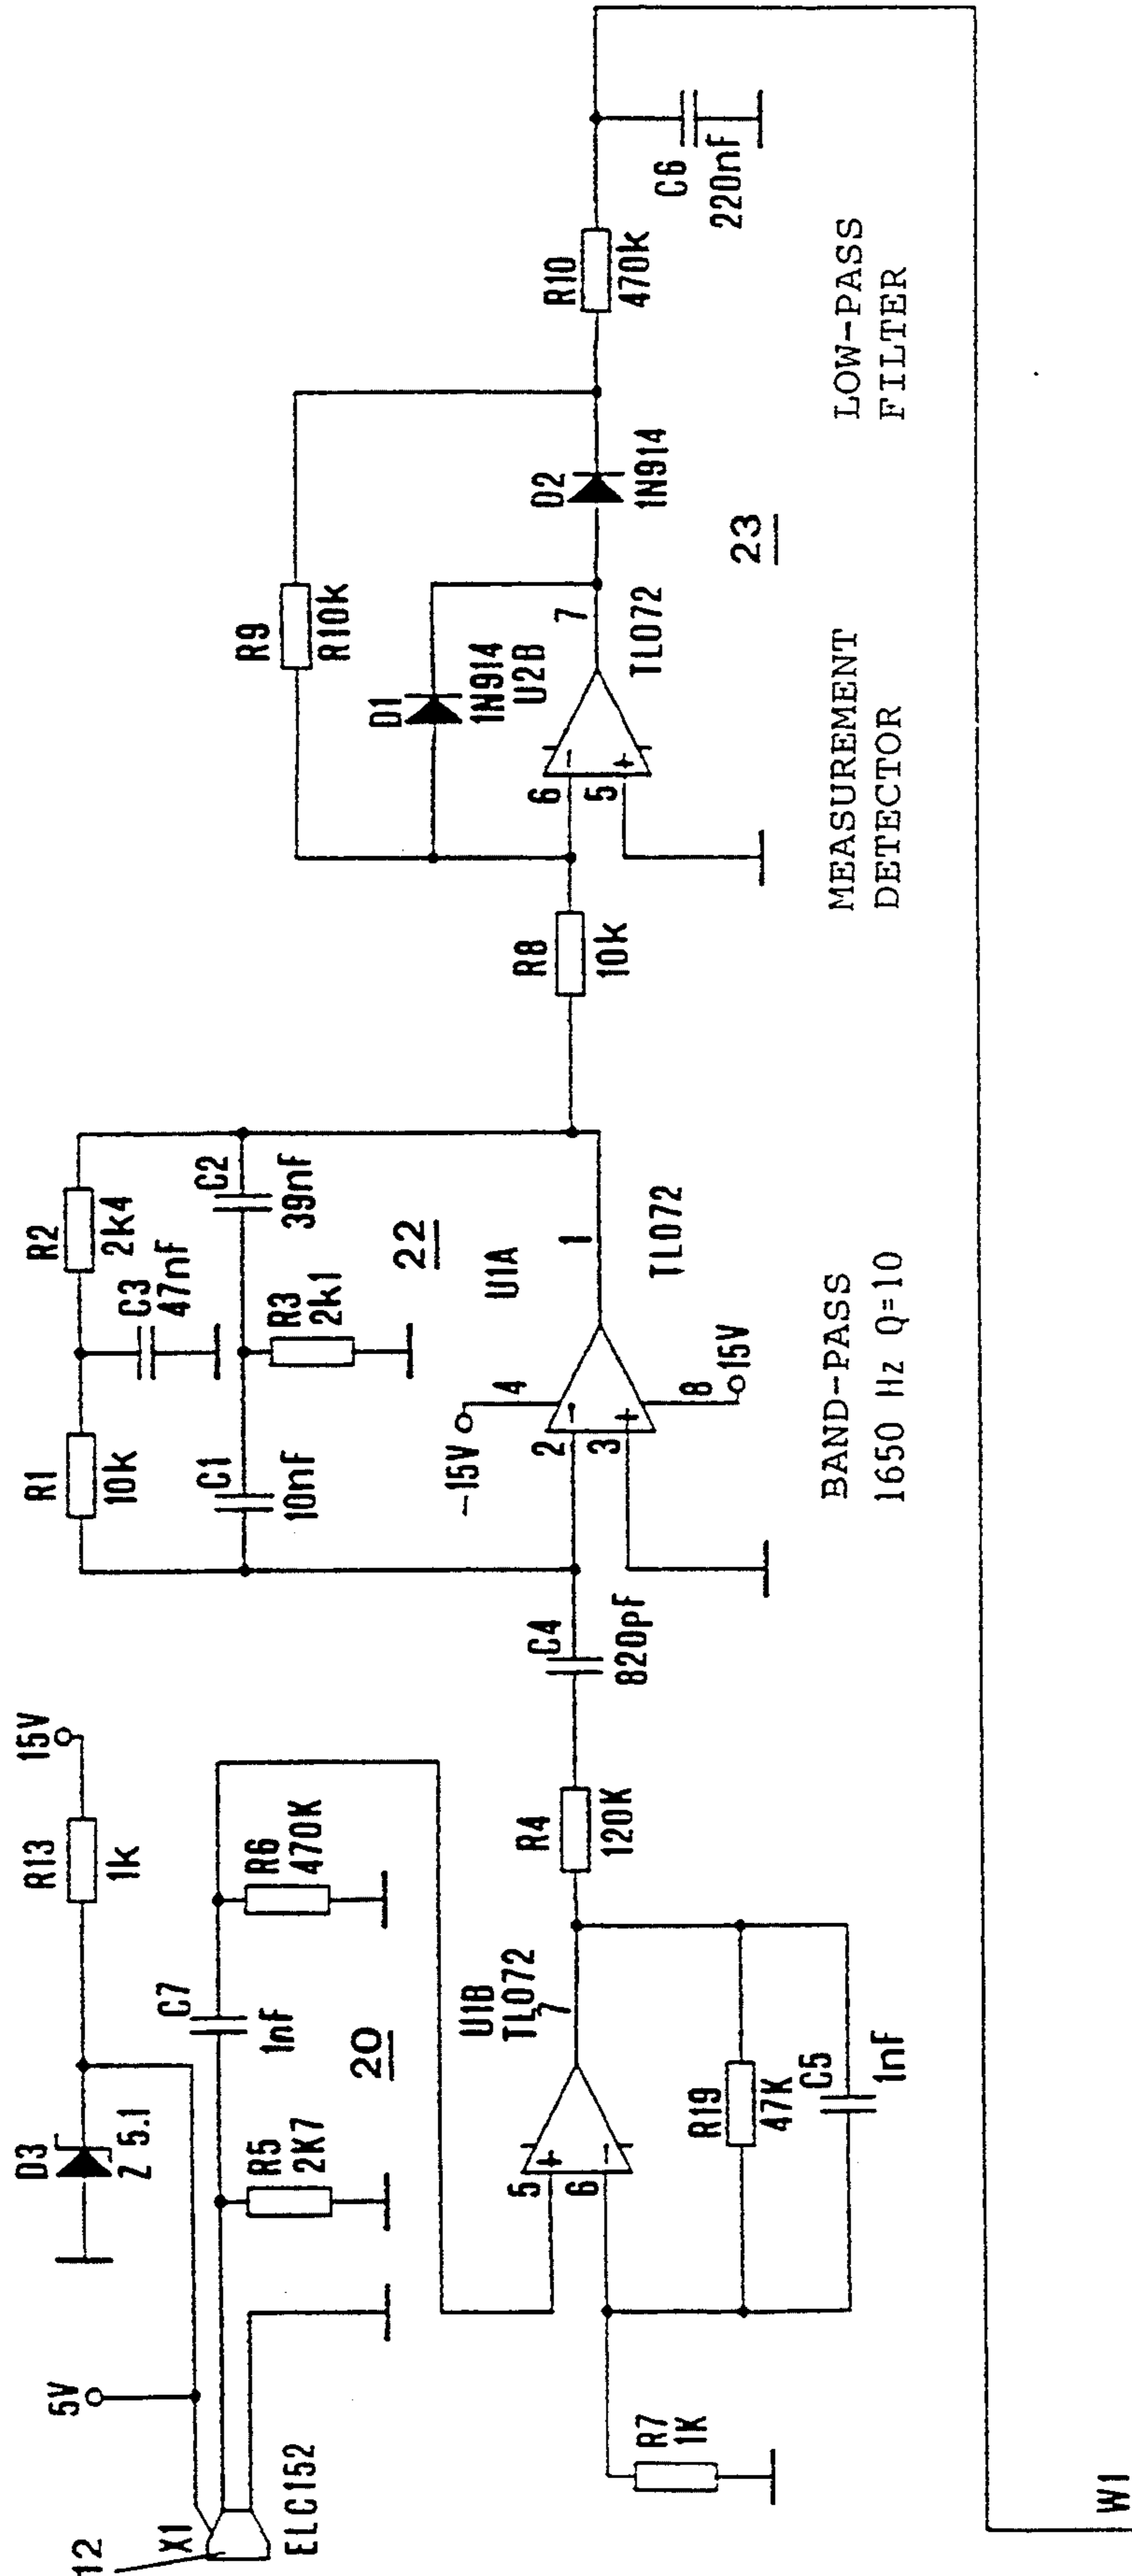 12
X1
ELC152
5V
D3
Z 5.1
R13
1k
15V
C7
1nF
R5
2K7
R6
470K
20
U1B
TL072
5
6
7
R7
1K
R19
47K
C5
1nF
R4
120K
C4
820pF
R1
10k
R2
2k4
C3
47nF
C1
10nF
C2
39nF
R3
2k1
22
U1A
-15V
4
2
3
1
8
15V
TL072
BAND-PASS
1650 Hz Q=10
R8
10k
R9
R10k
D1
1N914
U2B
6
5
7
TL072
D2
1N914
23
MEASUREMENT
DETECTOR
R10
470k
C6
220nF
LOW-PASS
FILTER
W1